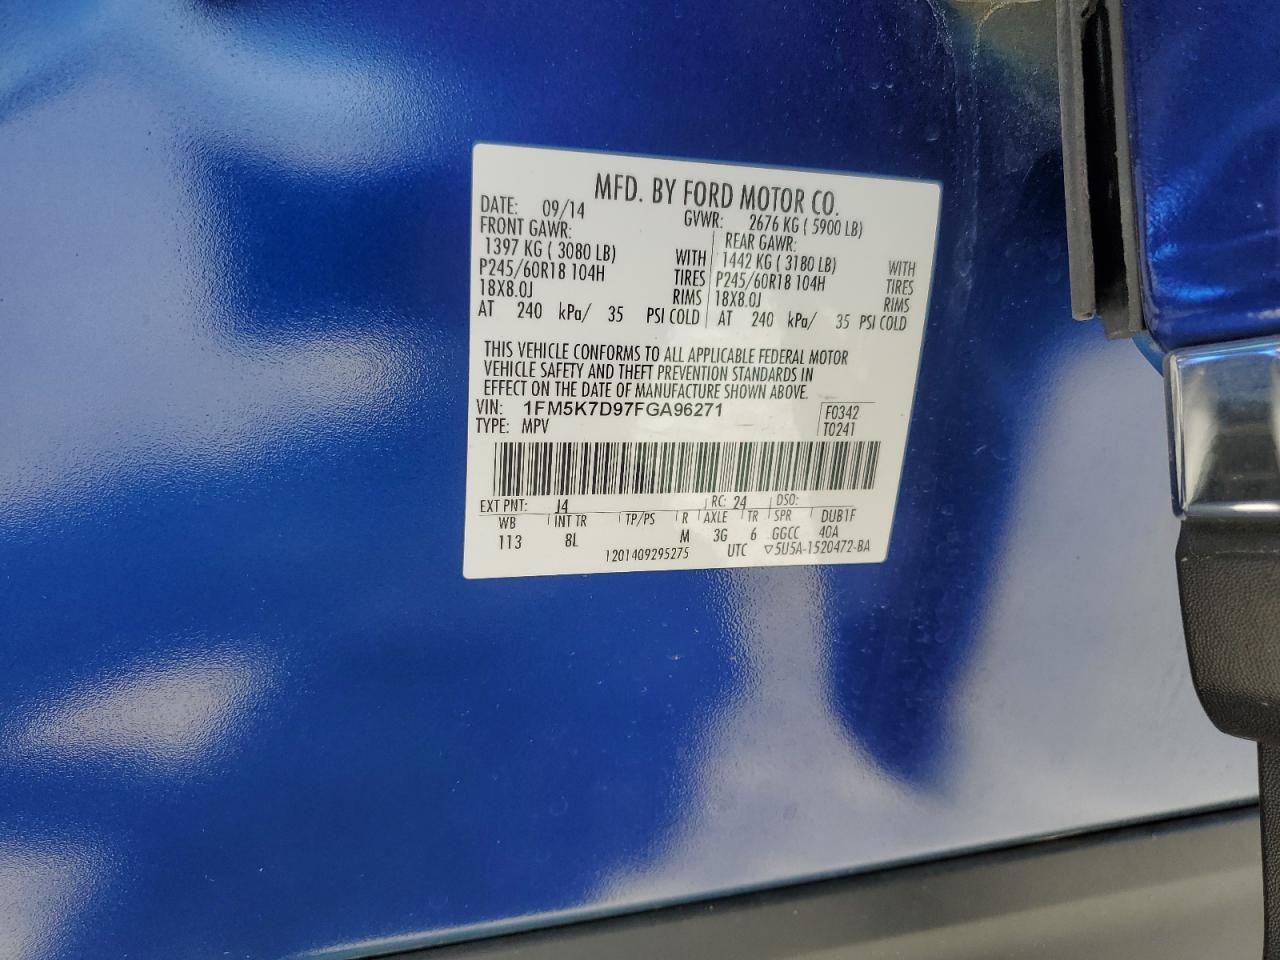 MFD. BY FORD MOTOR CO.
DATE: 09/14 GVWR: 2676 KG ( 5900 LB)
FRONT GAWR: REAR GAWR:
1397 KG ( 3080 LB) WITH 1442 KG ( 3180 LB) WITH
P245/60R18 104H TIRES P245/60R18 104H TIRES
18X8.0J RIMS 18X8.0J RIMS
AT 240 kPa/ 35 PSI COLD AT 240 kPa/ 35 PSI COLD
THIS VEHICLE CONFORMS TO ALL APPLICABLE FEDERAL MOTOR
VEHICLE SAFETY AND THEFT PREVENTION STANDARDS IN
EFFECT ON THE DATE OF MANUFACTURE SHOWN ABOVE.
VIN: 1FM5K7D97FGA96271 F0342
TYPE: MPV T0241
EXT PNT: J4 RC: 24 DSO:
WB INT TR TP/PS R AXLE TR SPR DUB1F
113 8L M 3G 6 GGCC 40A
1201409295275 UTC ▽5U5A-1520472-BA